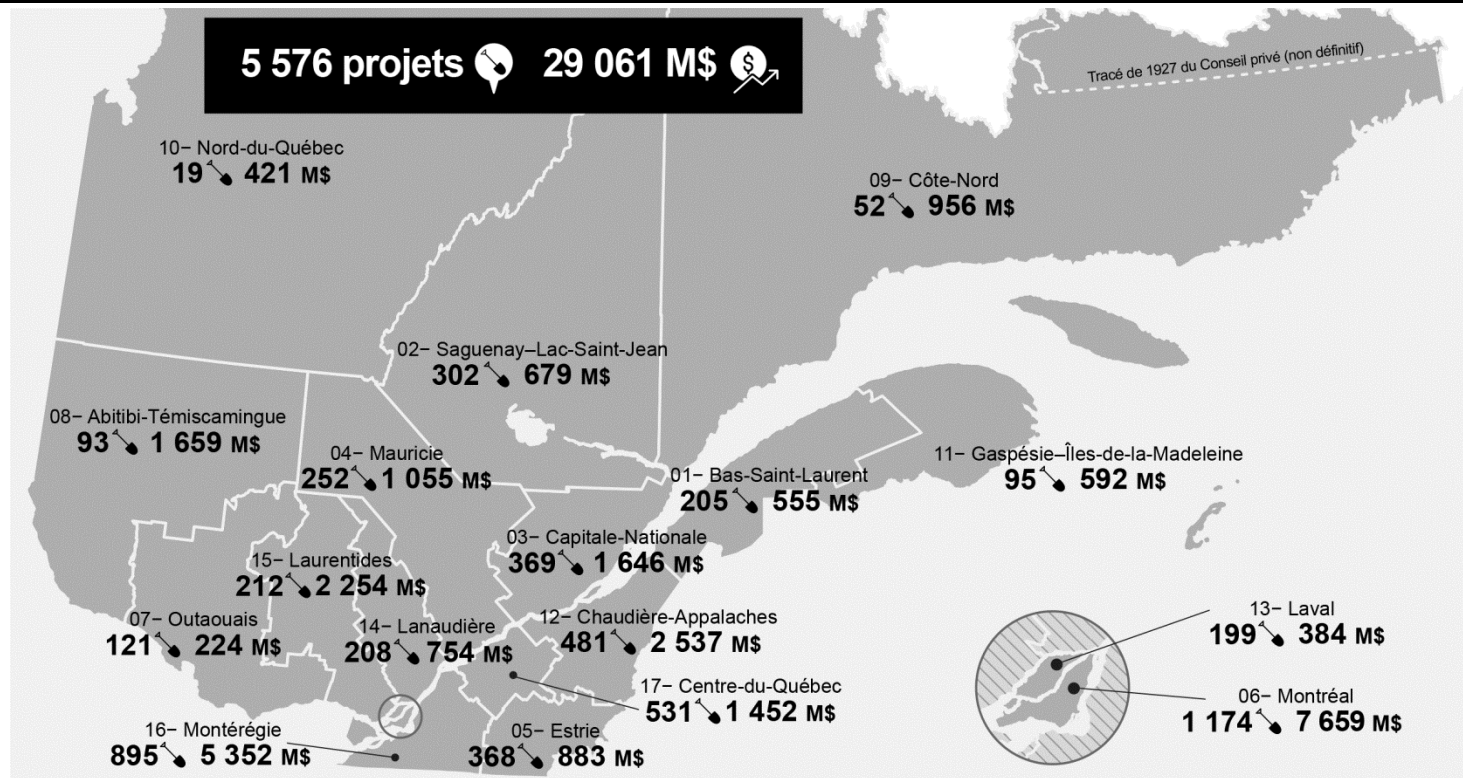 5 576 projets 29 061 M$
Tracé de 1927 du Conseil privé (non définitif)
10− Nord-du-Québec
19 421 M$
09− Côte-Nord
52 956 M$
02− Saguenay–Lac-Saint-Jean
302 679 M$
08− Abitibi-Témiscamingue
93 1 659 M$
04− Mauricie
252 1 055 M$
01− Bas-Saint-Laurent
205 555 M$
11− Gaspésie–Îles-de-la-Madeleine
95 592 M$
03− Capitale-Nationale
369 1 646 M$
15− Laurentides
212 2 254 M$
07− Outaouais
121 224 M$
14− Lanaudière
208 754 M$
12− Chaudière-Appalaches
481 2 537 M$
13− Laval
199 384 M$
17− Centre-du-Québec
531 1 452 M$
06− Montréal
1 174 7 659 M$
16− Montérégie
895 5 352 M$
05− Estrie
368 883 M$